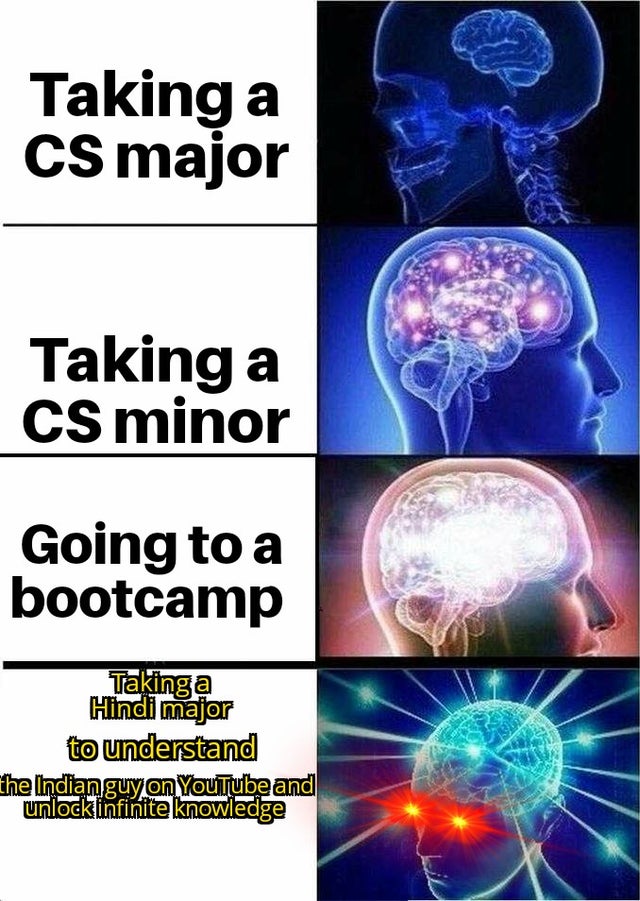 Taking a
CS major
Taking a
CS minor
Going to a
bootcamp
Taking a
Hindi major
to understand
the Indian guy on YouTube and
unlock infinite knowledge